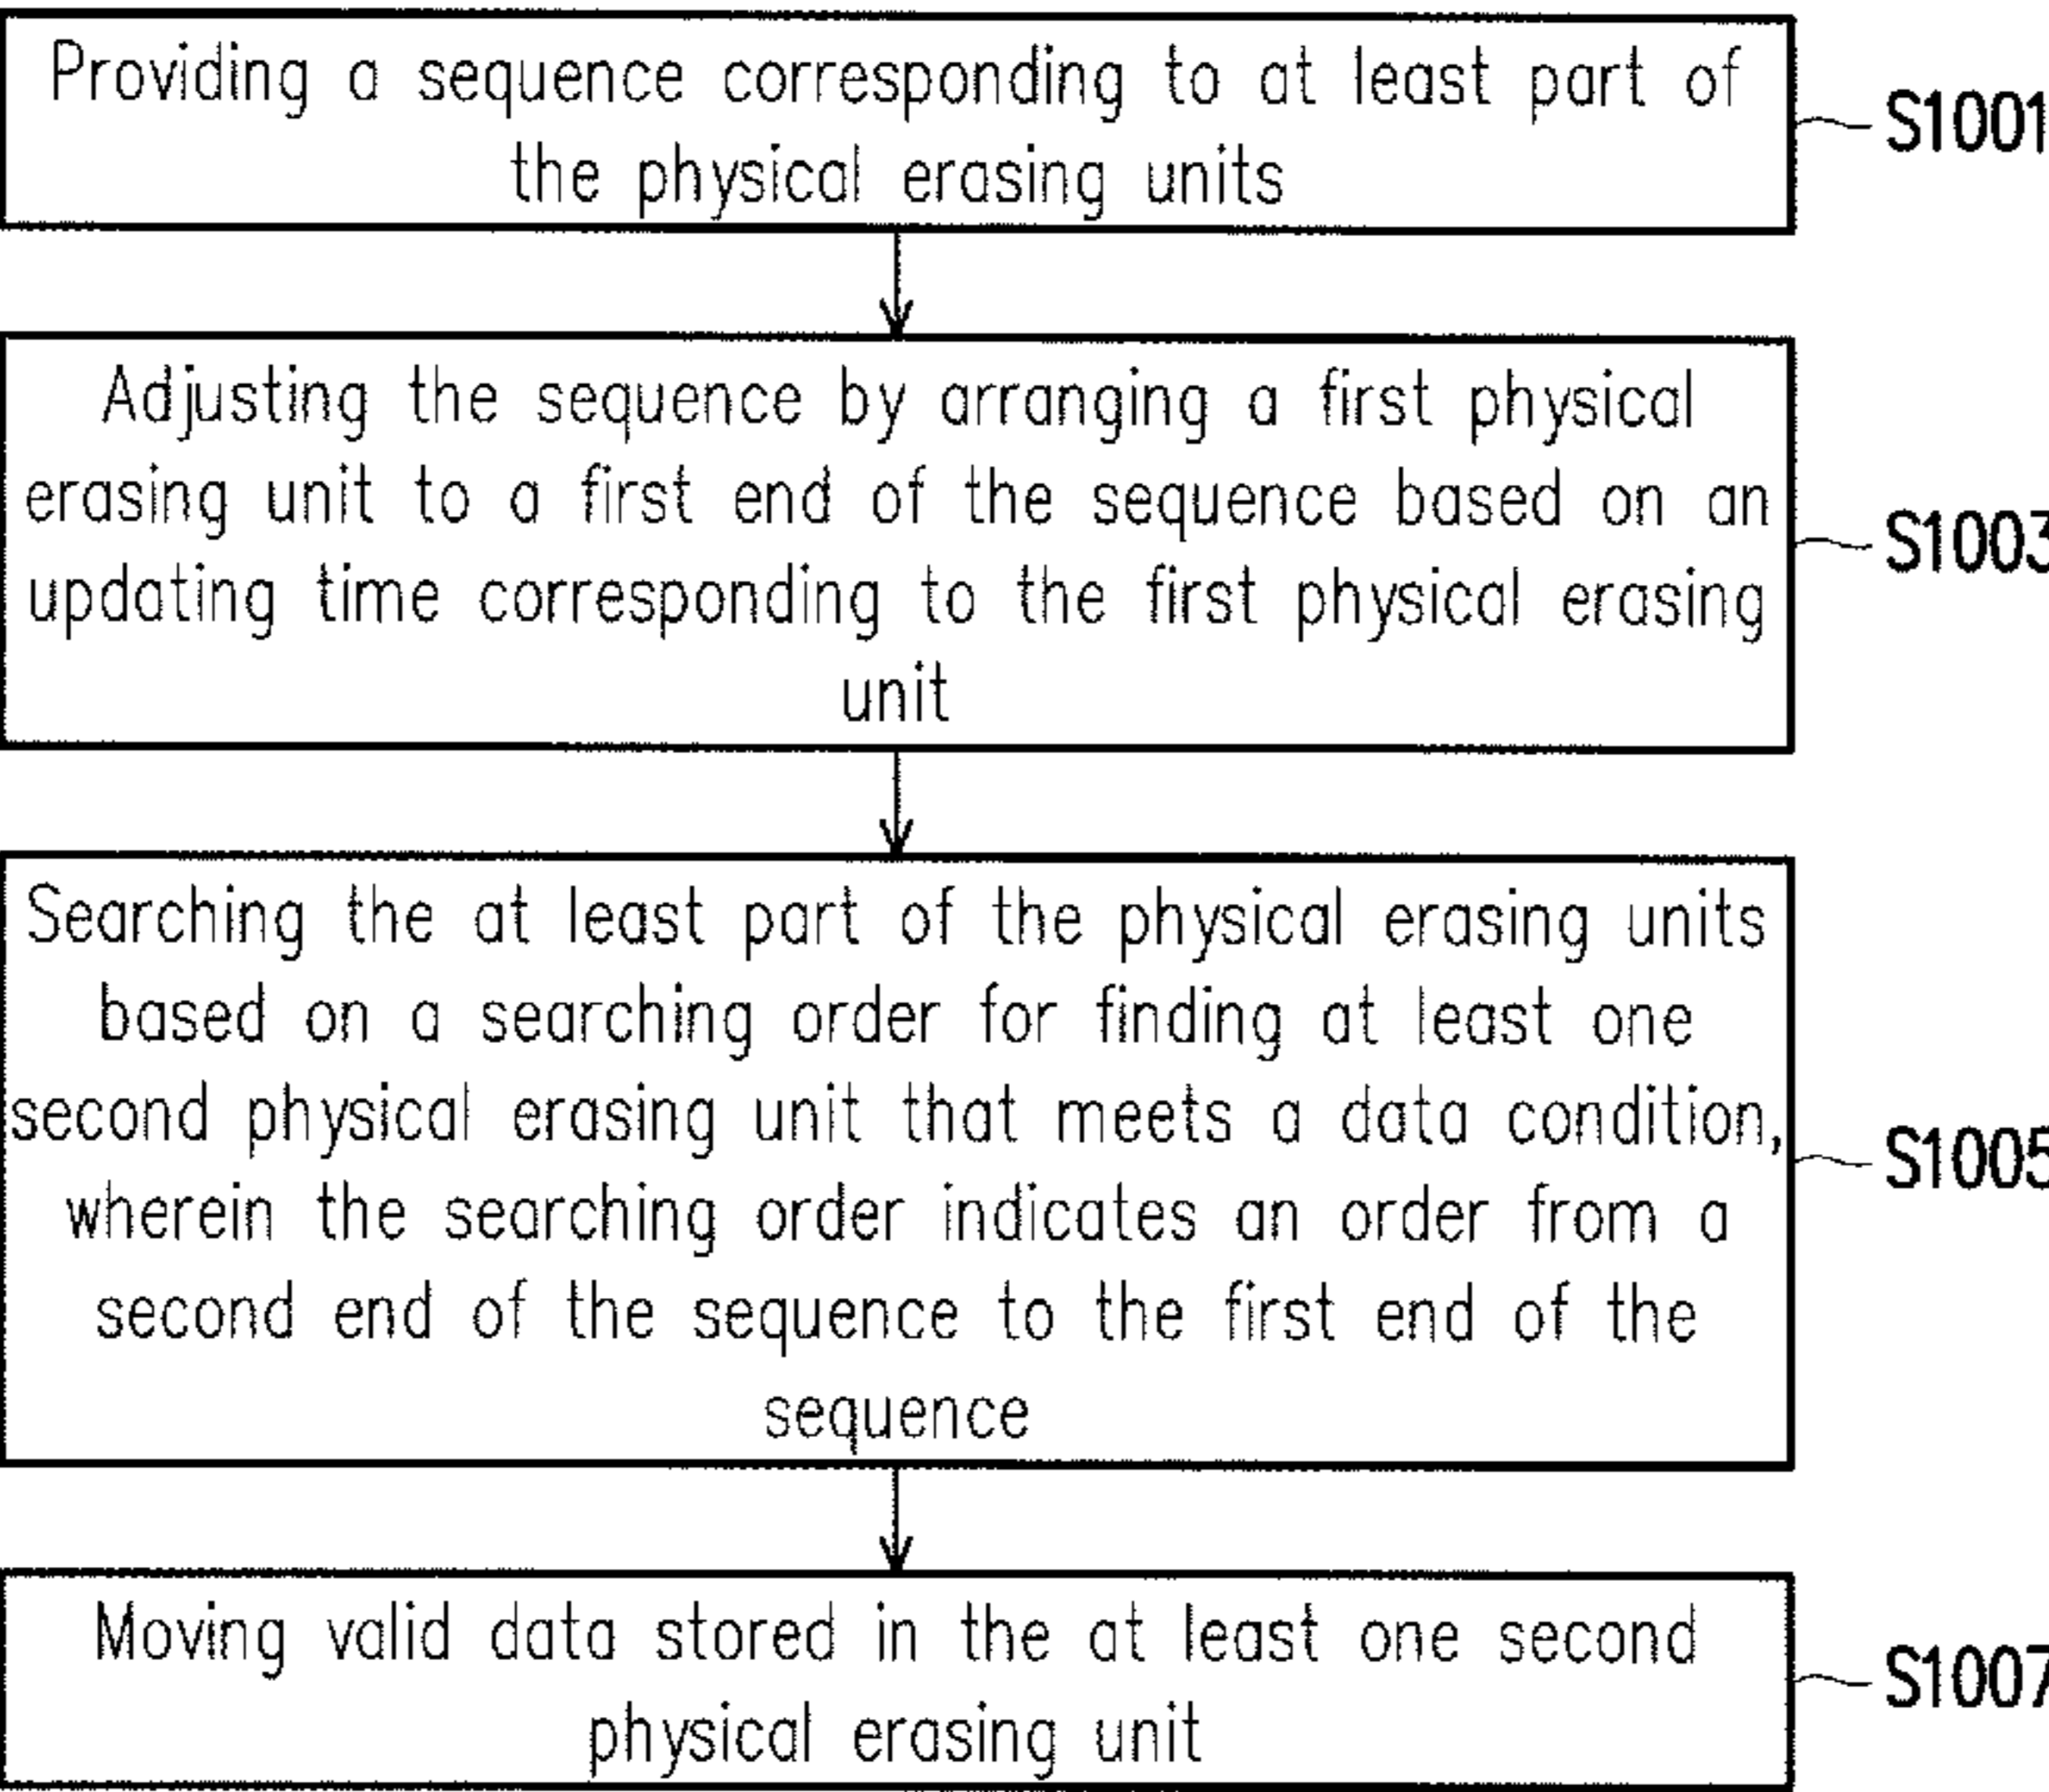 Providing a sequence corresponding to at least part of
the physical erasing units
S1001
Adjusting the sequence by arranging a first physical
erasing unit to a first end of the sequence based on an
updating time corresponding to the first physical erasing
unit
S1003
Searching the at least part of the physical erasing units
based on a searching order for finding at least one
second physical erasing unit that meets a data condition,
wherein the searching order indicates an order from a
second end of the sequence to the first end of the
sequence
S1005
Moving valid data stored in the at least one second
physical erasing unit
S1007